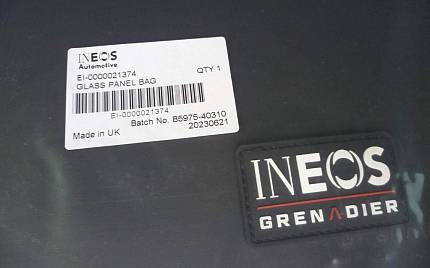 INEOS
Automotive
EI-0000021374 QTY 1
GLASS PANEL BAG
EI-0000021374
Batch No. B5975-40310
Made in UK 20230621
INEOS
GRENADIER